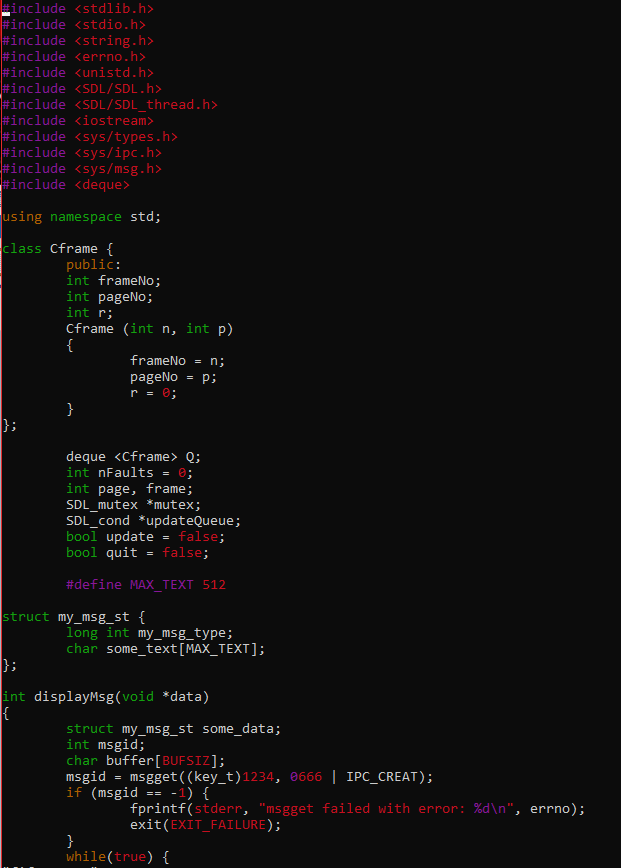 #include <stdlib.h>
#include <stdio.h>
#include <string.h>
#include <errno.h>
#include <unistd.h>
#include <SDL/SDL.h>
#include <SDL/SDL_thread.h>
#include <iostream>
#include <sys/types.h>
#include <sys/ipc.h>
#include <sys/msg.h>
#include <deque>

using namespace std;

class Cframe {
        public:
        int frameNo;
        int pageNo;
        int r;
        Cframe (int n, int p)
        {
                frameNo = n;
                pageNo = p;
                r = 0;
        }
};

        deque <Cframe> Q;
        int nFaults = 0;
        int page, frame;
        SDL_mutex *mutex;
        SDL_cond *updateQueue;
        bool update = false;
        bool quit = false;

        #define MAX_TEXT 512

struct my_msg_st {
        long int my_msg_type;
        char some_text[MAX_TEXT];
};

int displayMsg(void *data)
{
        struct my_msg_st some_data;
        int msgid;
        char buffer[BUFSIZ];
        msgid = msgget((key_t)1234, 0666 | IPC_CREAT);
        if (msgid == -1) {
                fprintf(stderr, "msgget failed with error: %d\n", errno);
                exit(EXIT_FAILURE);
        }
        while(true) {